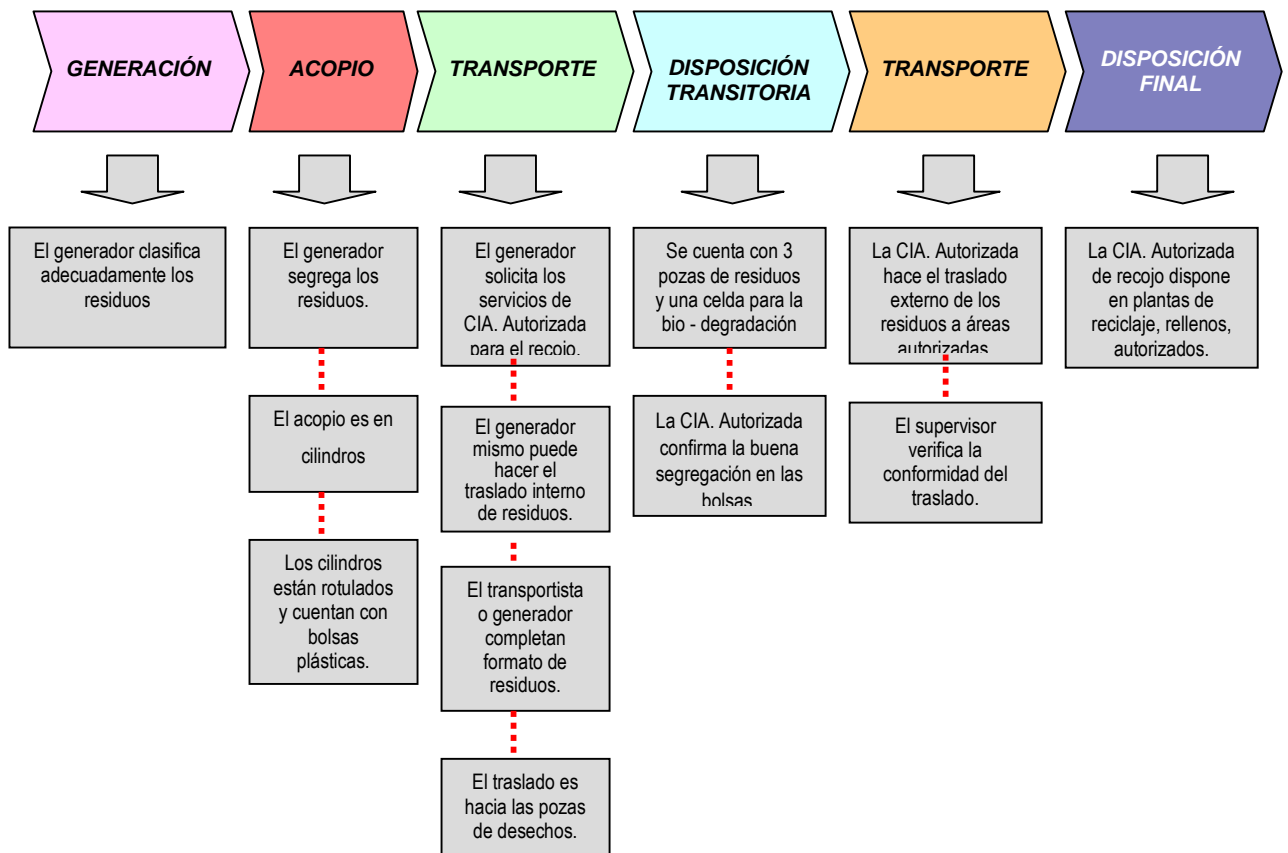 GENERACIÓN
ACOPIO
TRANSPORTE
DISPOSICIÓN
TRANSITORIA
TRANSPORTE
DISPOSICIÓN
FINAL
El generador clasifica
adecuadamente los
residuos
El generador
segrega los
residuos.
El acopio es en
cilindros
Los cilindros
están rotulados
y cuentan con
bolsas
plásticas.
El generador
solicita los
servicios de
CIA. Autorizada
para el recojo.
El generador
mismo puede
hacer el
traslado interno
de residuos.
El transportista
o generador
completan
formato de
residuos.
El traslado es
hacia las pozas
de desechos.
Se cuenta con 3
pozas de residuos
y una celda para la
bio - degradación
La CIA. Autorizada
confirma la buena
segregación en las
bolsas
La CIA. Autorizada
hace el traslado
externo de los
residuos a áreas
autorizadas
El supervisor
verifica la
conformidad del
traslado.
La CIA. Autorizada
de recojo dispone
en plantas de
reciclaje, rellenos,
autorizados.